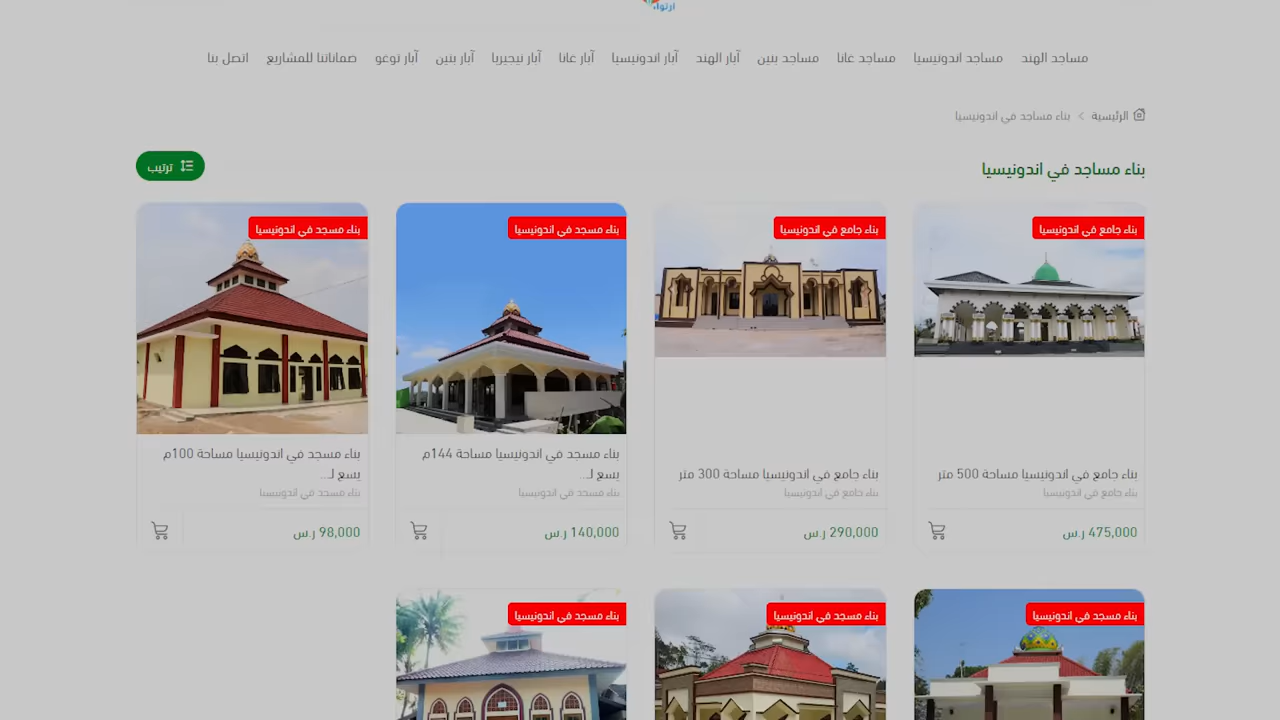 ارتواء
مساجد الهند
مساجد اندونيسيا
مساجد غانا
مساجد بنين
آبار الهند
آبار اندونيسيا
آبار غانا
آبار نيجيريا
آبار بنين
آبار توغو
ضماناتنا للمشاريع
اتصل بنا
الرئيسية
بناء مساجد في اندونيسيا
بناء مساجد في اندونيسيا
ترتيب
بناء جامع في اندونيسيا
بناء جامع في اندونيسيا مساحة 500 متر
بناء جامع في اندونيسيا
475,000 ر.س
بناء جامع في اندونيسيا
بناء جامع في اندونيسيا مساحة 300 متر
بناء جامع في اندونيسيا
290,000 ر.س
بناء مسجد في اندونيسيا
بناء مسجد في اندونيسيا مساحة 144م
يسع لـ...
بناء مسجد في اندونيسيا
140,000 ر.س
بناء مسجد في اندونيسيا
بناء مسجد في اندونيسيا مساحة 100م
يسع لـ...
بناء مسجد في اندونيسيا
98,000 ر.س
بناء مسجد في اندونيسيا
بناء مسجد في اندونيسيا
بناء مسجد في اندونيسيا